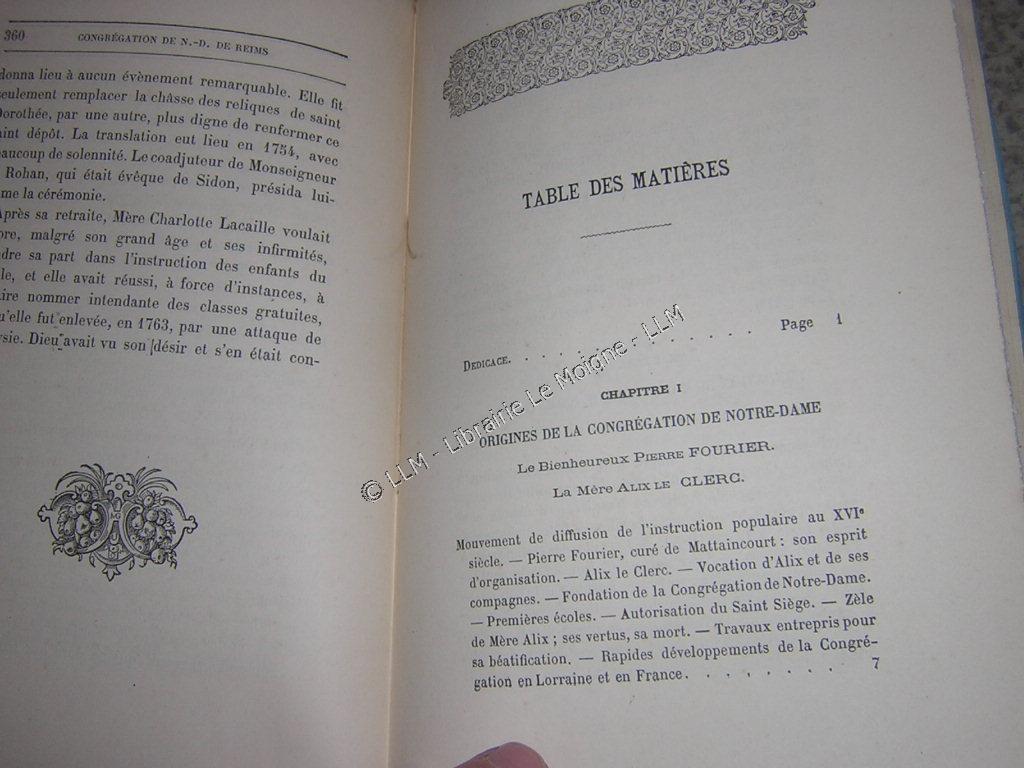 360 CONGRÉGATION DE N.-D. DE REIMS
donna lieu à aucun évènement remarquable. Elle fit
eulement remplacer la châsse des reliques de saint
Dorothée, par une autre, plus digne de renfermer ce
aint dépôt. La translation eut lieu en 1754, avec
eaucoup de solennité. Le coadjuteur de Monseigneur
Rohan, qui était évêque de Sidon, présida lui-
me la cérémonie.
Après sa retraite, Mère Charlotte Lacaille voulait
ore, malgré son grand âge et ses infirmités,
dre sa part dans l'instruction des enfants du
le, et elle avait réussi, à force d'instances, à
ire nommer intendante des classes gratuites,
u'elle fut enlevée, en 1763, par une attaque de
ysie. Dieu avait vu son désir et s'en était con-
TABLE DES MATIÈRES
DEDICACE. . . . . . . . . . . . . . Page 1
CHAPITRE I
ORIGINES DE LA CONGRÉGATION DE NOTRE-DAME
Le Bienheureux PIERRE FOURIER.
La Mère ALIX LE CLERC.
Mouvement de diffusion de l'instruction populaire au XVIe
siècle. — Pierre Fourier, curé de Mattaincourt : son esprit
d'organisation. — Alix le Clerc. — Vocation d'Alix et de ses
compagnes. — Fondation de la Congrégation de Notre-Dame.
— Premières écoles. — Autorisation du Saint Siège. — Zèle
de Mère Alix ; ses vertus, sa mort. — Travaux entrepris pour
sa béatification. — Rapides développements de la Congré-
gation en Lorraine et en France. . . . . . . . 7
© LLM - Librairie Le Moigne - LLM